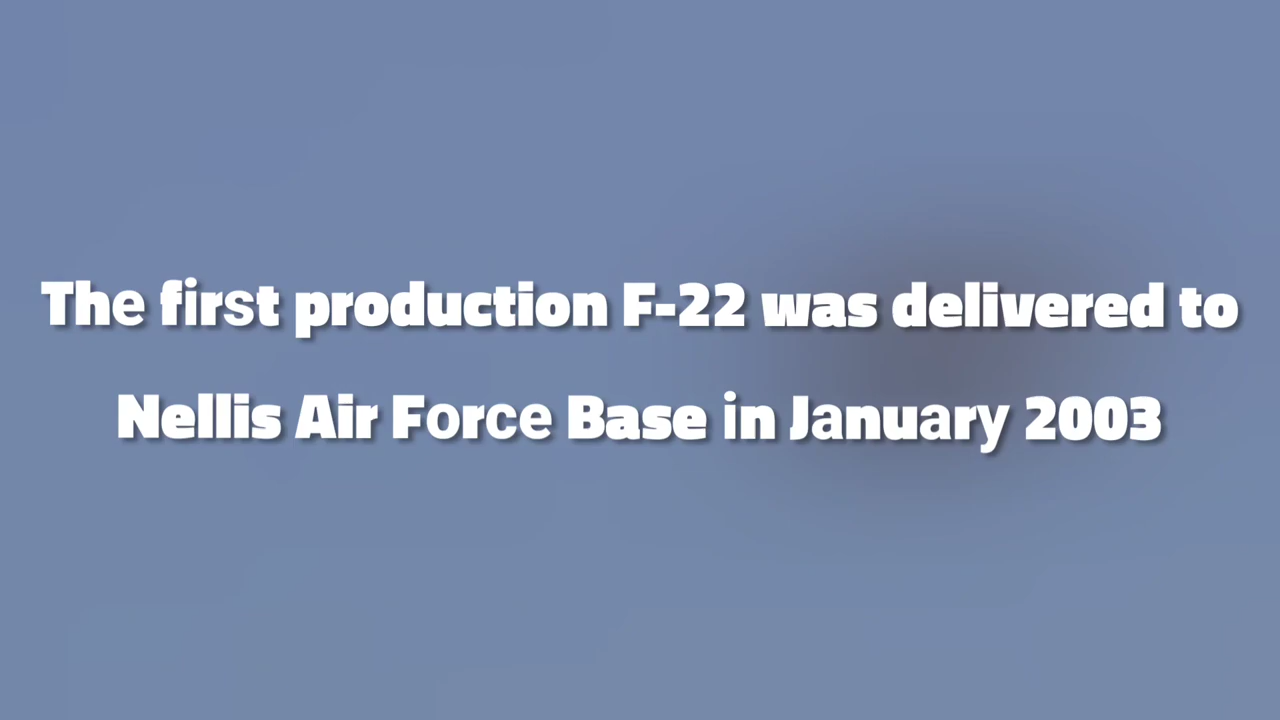 The first production F-22 was delivered to
Nellis Air Force Base in January 2003